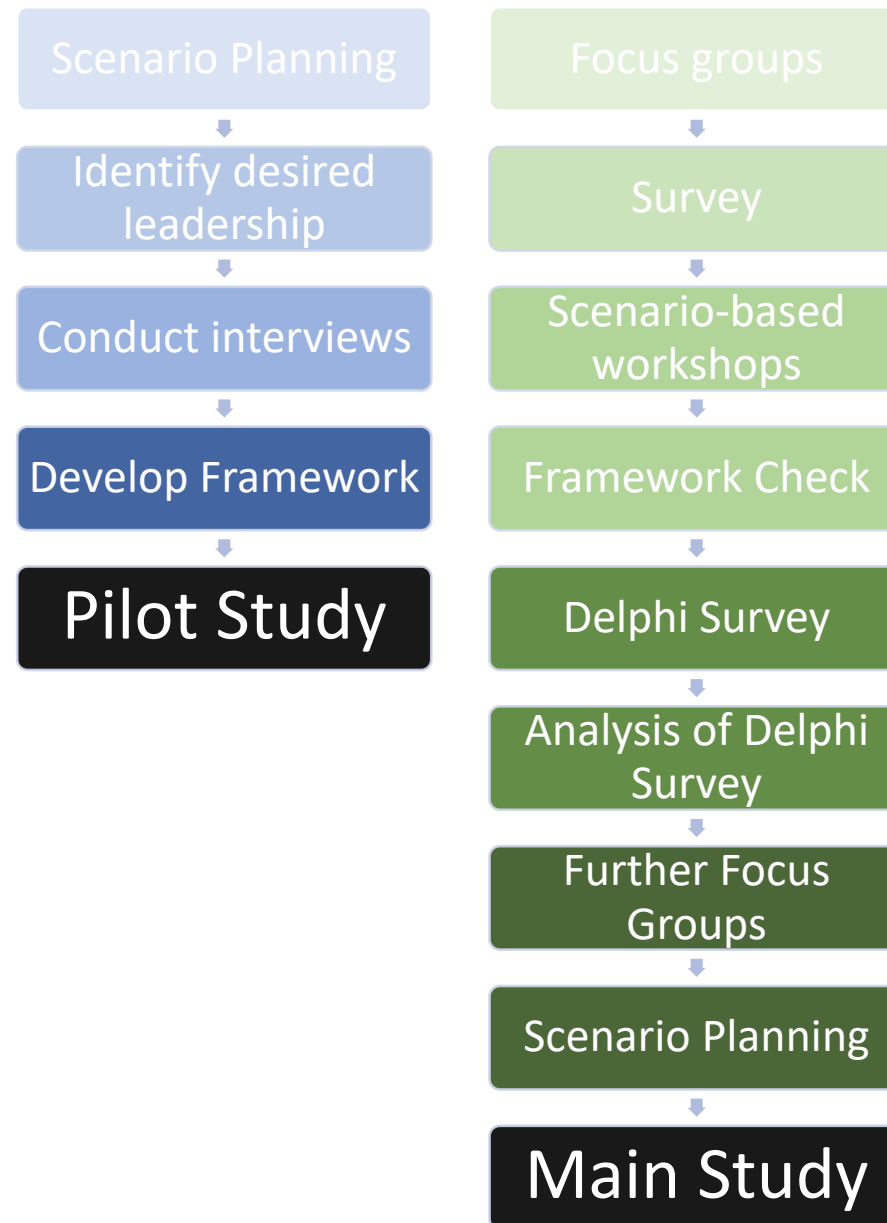 Scenario Planning
Identify desired
leadership
Conduct interviews
Develop Framework
Pilot Study
Focus groups
Survey
Scenario-based
workshops
Framework Check
Delphi Survey
Analysis of Delphi
Survey
Further Focus
Groups
Scenario Planning
Main Study